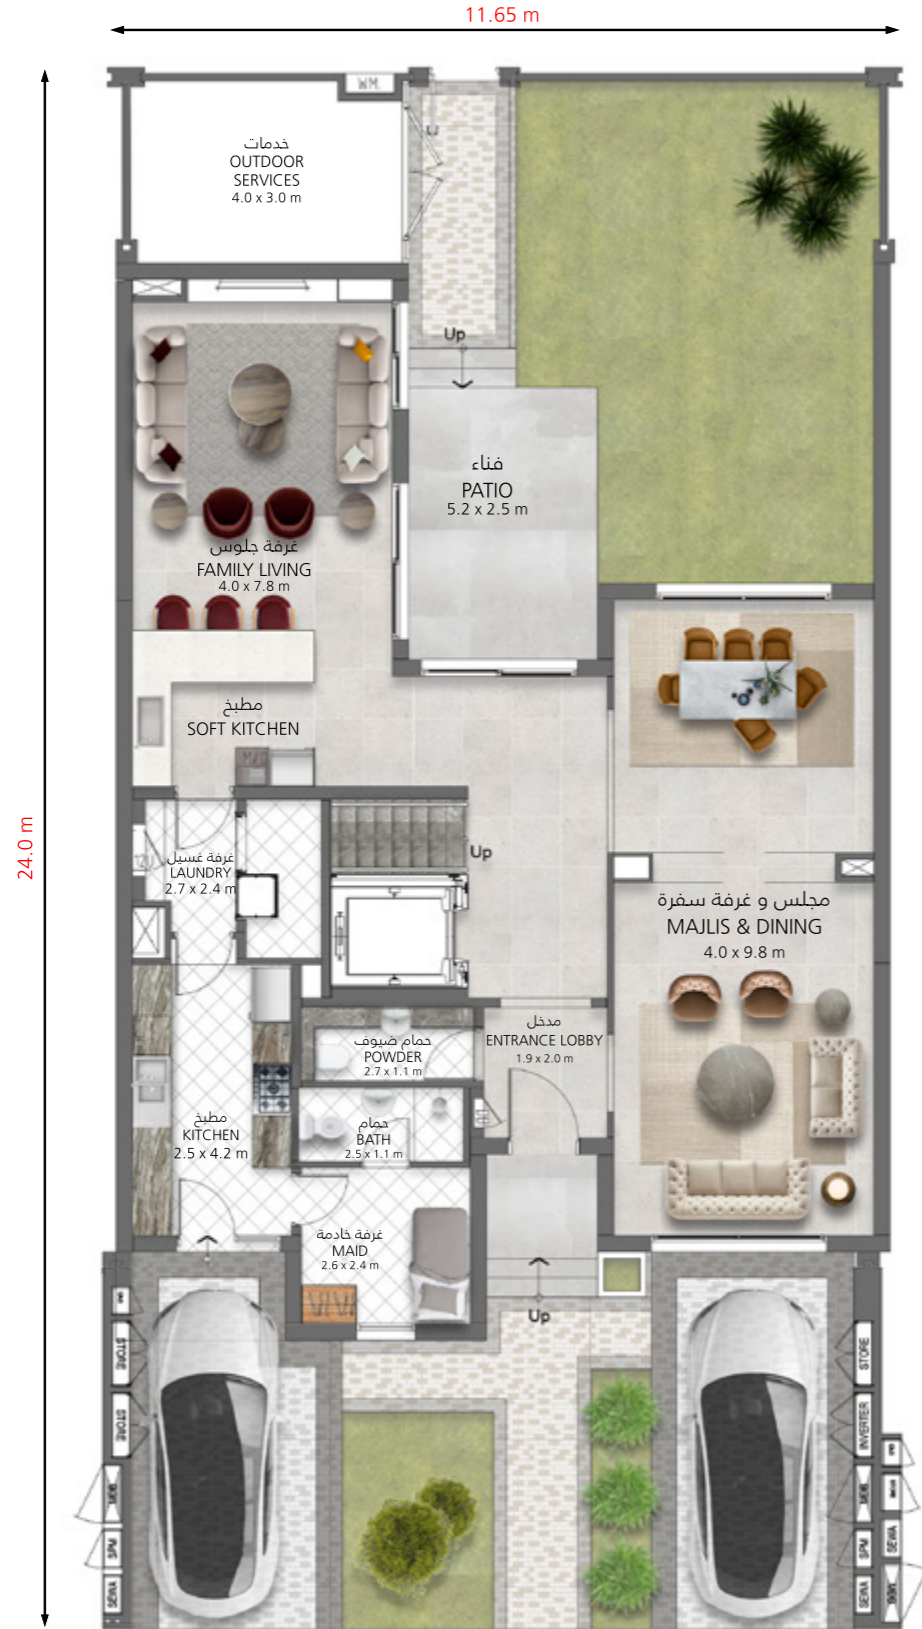 11.65 m
24.0 m
WM
خدمات
OUTDOOR
SERVICES
4.0 x 3.0 m
Up
فناء
PATIO
5.2 x 2.5 m
غرفة جلوس
FAMILY LIVING
4.0 x 7.8 m
مطبخ
SOFT KITCHEN
Up
غرفة غسيل
LAUNDRY
2.7 x 2.4 m
مجلس و غرفة سفرة
MAJLIS & DINING
4.0 x 9.8 m
مدخل
ENTRANCE LOBBY
1.9 x 2.0 m
حمام ضيوف
POWDER
2.7 x 1.1 m
حمام
BATH
2.5 x 1.1 m
مطبخ
KITCHEN
2.5 x 4.2 m
غرفة خادمة
MAID
2.6 x 2.4 m
Up
STORE
STORE
SPM
SEWA
STORE
INVERTER
SPM
SEWA
SEWA